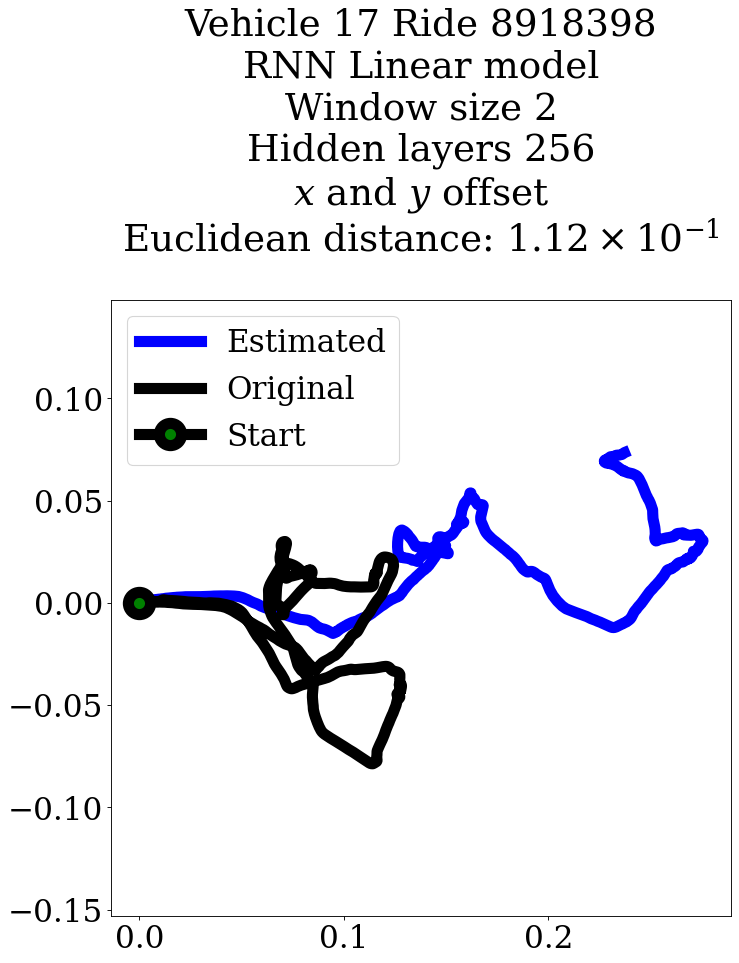 Vehicle 17 Ride 8918398
RNN Linear model
Window size 2
Hidden layers 256
x and y offset
Euclidean distance: 1.12 × 10⁻¹
Estimated
Original
Start
0.10
0.05
0.00
−0.05
−0.10
−0.15
0.0 0.1 0.2